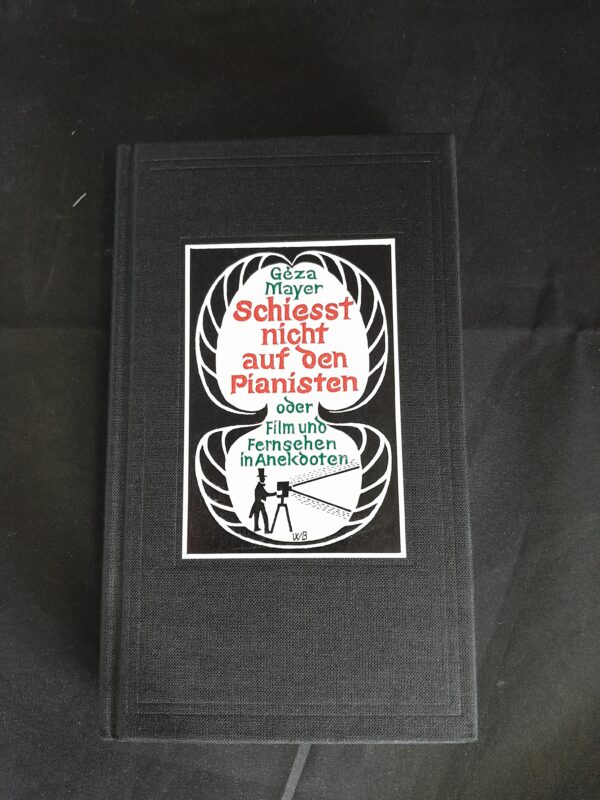 Géza
Mayer
Schiesst
nicht
auf den
Pianisten
oder
Film und
Fernsehen
in Anekdoten
WB